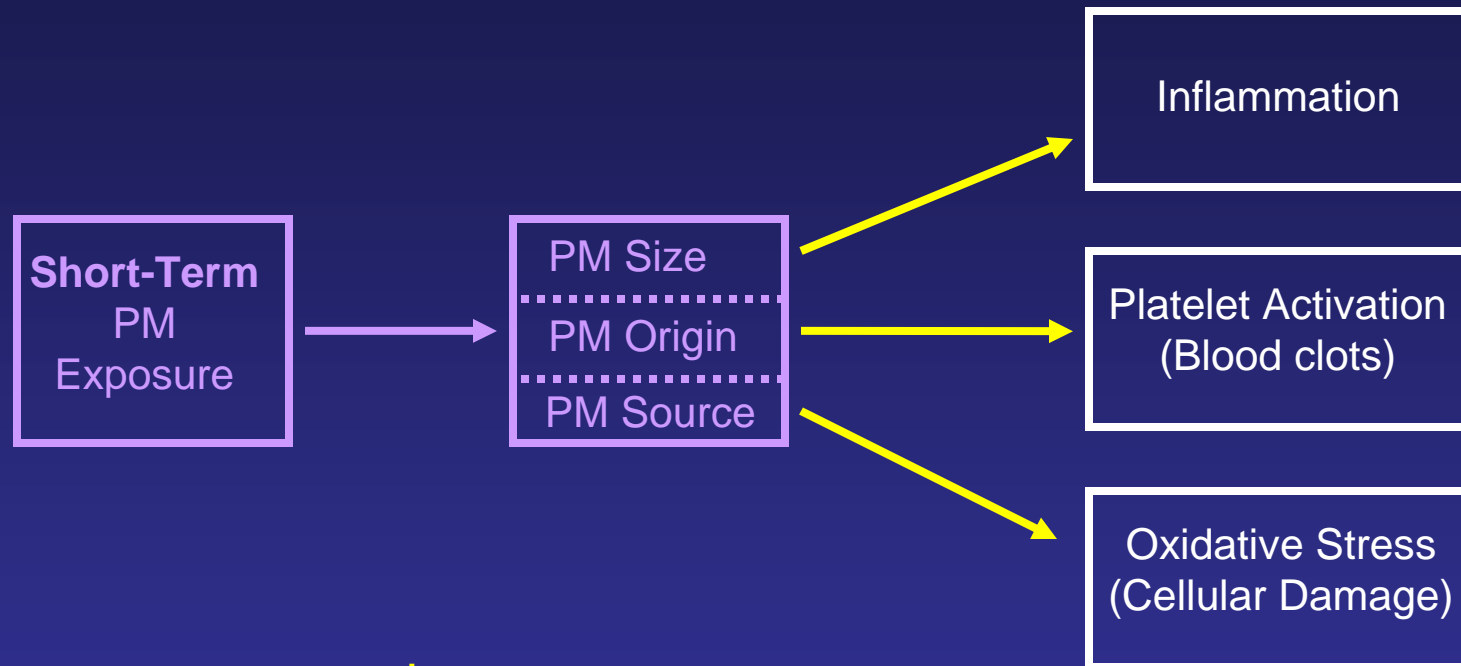 Short-Term
PM
Exposure
PM Size
PM Origin
PM Source
Inflammation
Platelet Activation
(Blood clots)
Oxidative Stress
(Cellular Damage)